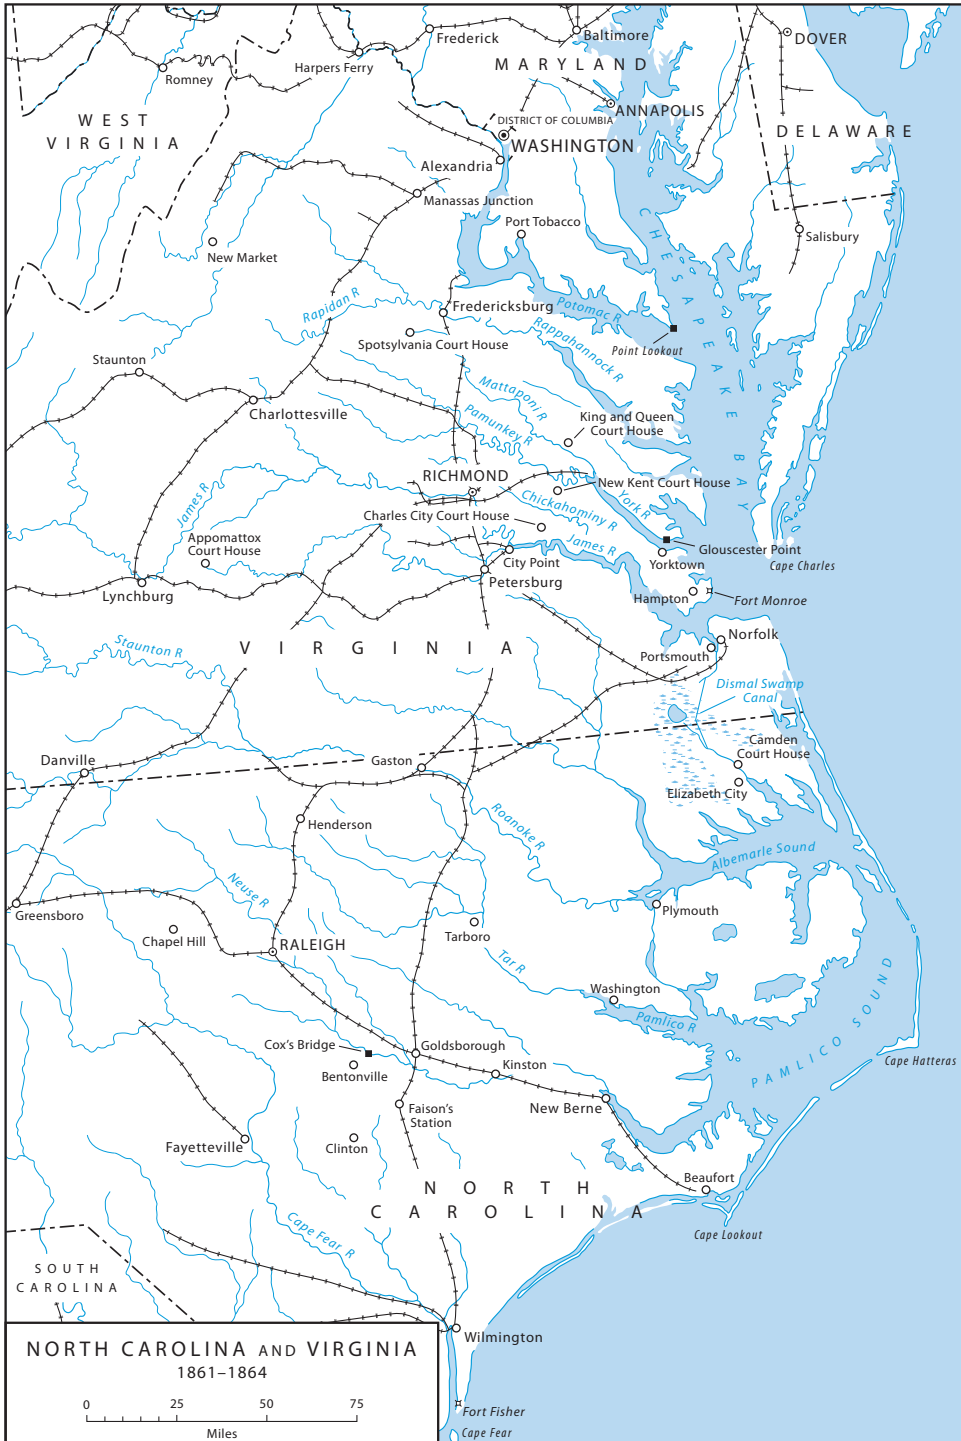 Frederick
Baltimore
DOVER
Romney
Harpers Ferry
MARYLAND
ANNAPOLIS
WEST
VIRGINIA
DISTRICT OF COLUMBIA
WASHINGTON
DELAWARE
Alexandria
Manassas Junction
Port Tobacco
Salisbury
New Market
CHESAPEAKE BAY
Rapidan R
Fredericksburg
Potomac R
Rappahannock R
Spotsylvania Court House
Point Lookout
Staunton
Mattaponi R
Charlottesville
Pamunkey R
King and Queen
Court House
RICHMOND
New Kent Court House
James R
Chickahominy R
York R
Charles City Court House
Appomattox
Court House
James R
Glouscester Point
City Point
Yorktown
Cape Charles
Petersburg
Lynchburg
Hampton
Fort Monroe
VIRGINIA
Staunton R
Norfolk
Portsmouth
Dismal Swamp
Canal
Camden
Court House
Danville
Gaston
Elizabeth City
Henderson
Roanoke R
Albemarle Sound
Neuse R
Greensboro
Plymouth
Chapel Hill
RALEIGH
Tarboro
Tar R
Washington
Pamlico R
PAMLICO SOUND
Cox's Bridge
Goldsborough
Cape Hatteras
Bentonville
Kinston
New Berne
Faison's
Station
Fayetteville
Clinton
Beaufort
NORTH
CAROLINA
Cape Fear R
Cape Lookout
SOUTH
CAROLINA
Wilmington
NORTH CAROLINA AND VIRGINIA
1861–1864
0 25 50 75
Miles
Fort Fisher
Cape Fear